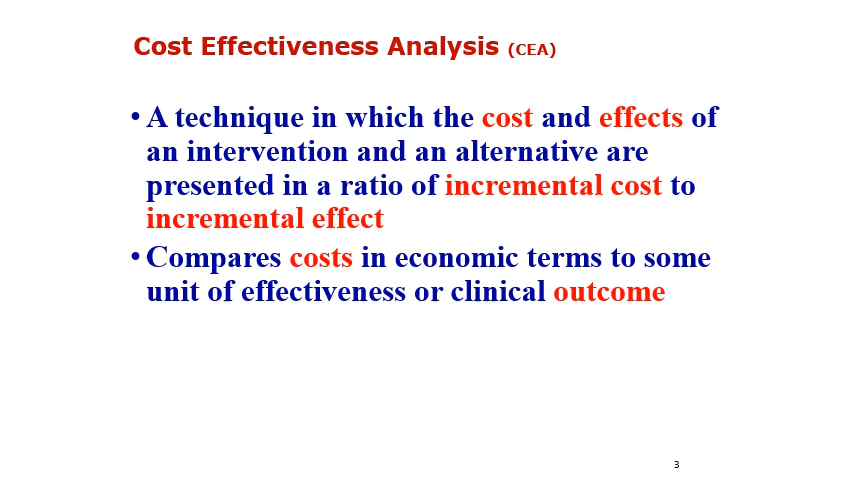 Cost Effectiveness Analysis (CEA)
• A technique in which the cost and effects of
an intervention and an alternative are
presented in a ratio of incremental cost to
incremental effect
• Compares costs in economic terms to some
unit of effectiveness or clinical outcome
3